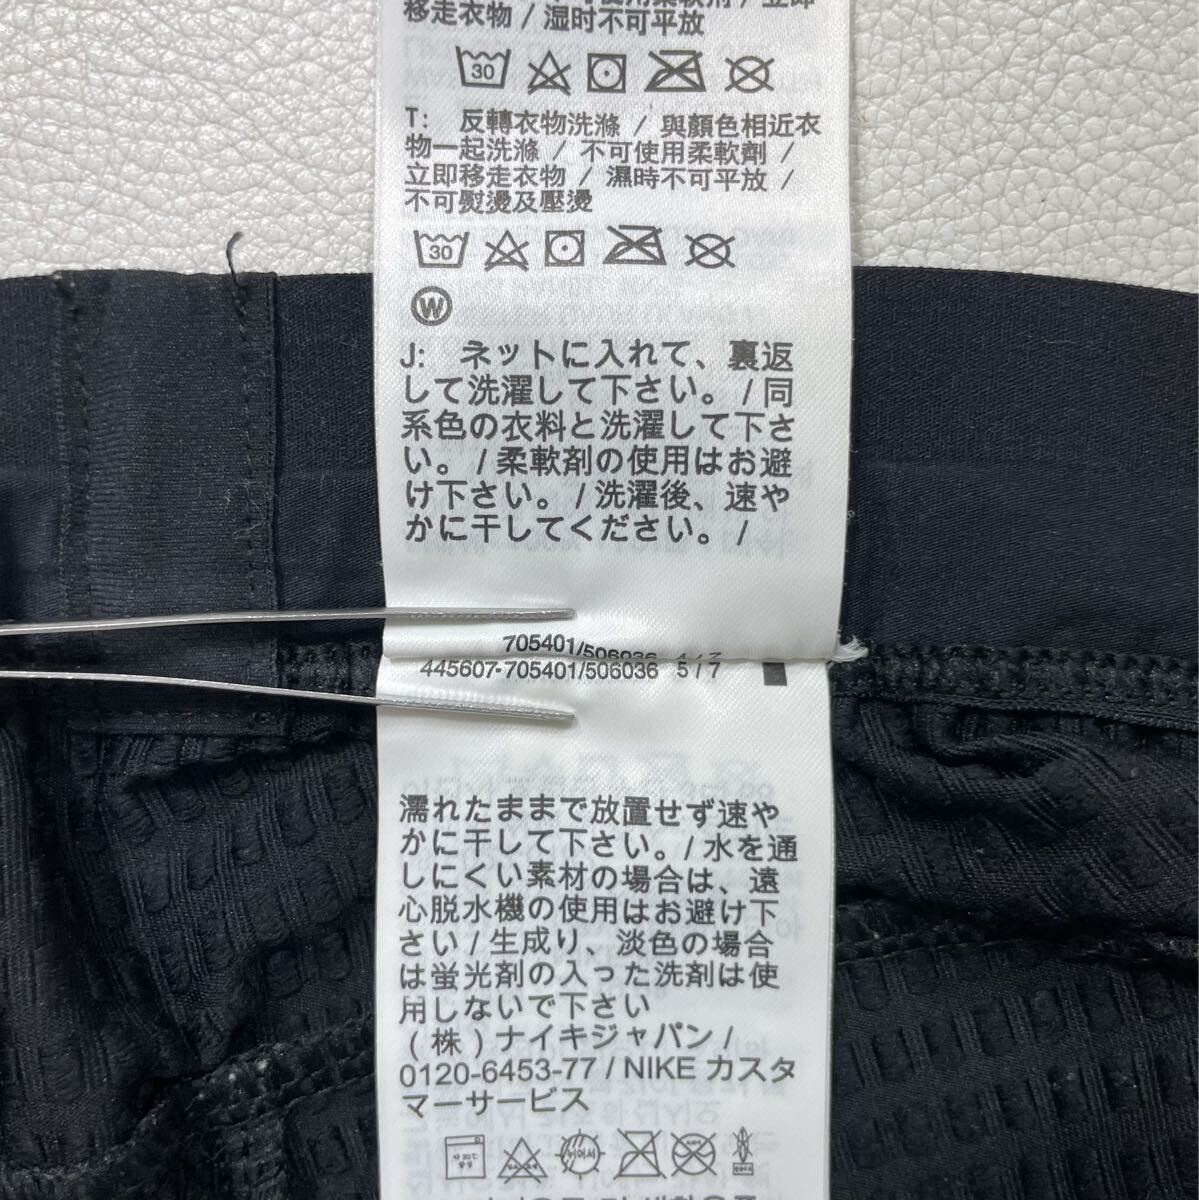 移走衣物 / 湿时不可平放
30
T: 反轉衣物洗滌 / 與顏色相近衣
物一起洗滌 / 不可使用柔軟劑 /
立即移走衣物 / 濕時不可平放 /
不可熨燙及壓燙
30
W
J: ネットに入れて、裏返
して洗濯して下さい。/ 同
系色の衣料と洗濯して下さ
い。/ 柔軟剤の使用はお避
け下さい。/ 洗濯後、速や
かに干してください。/
705401/506036 4/7
445607-705401/506036 5/7
濡れたままで放置せず速や
かに干して下さい。/ 水を通
しにくい素材の場合は、遠
心脱水機の使用はお避け下
さい / 生成り、淡色の場合
は蛍光剤の入った洗剤は使
用しないで下さい
(株) ナイキジャパン /
0120-6453-77 / NIKE カスタ
マーサービス